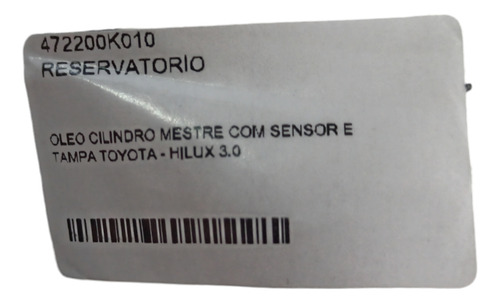 472200K010
RESERVATORIO
OLEO CILINDRO MESTRE COM SENSOR E
TAMPA TOYOTA - HILUX 3.0